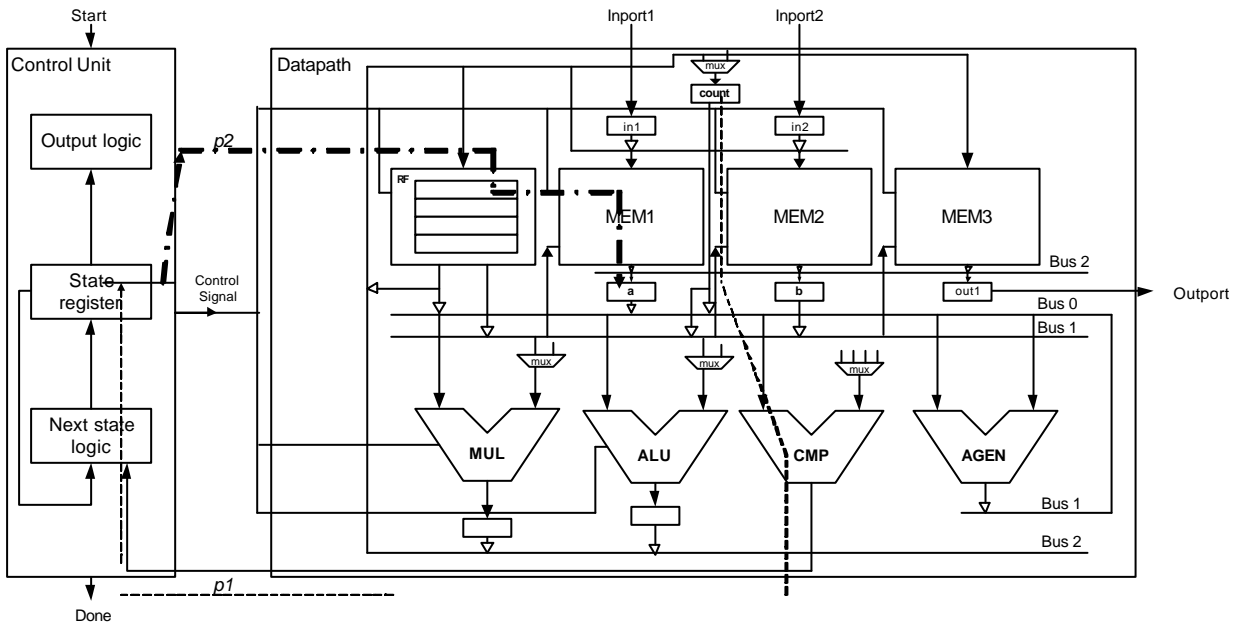 Start
Inport1
Inport2
Control Unit
Datapath
mux
count
in1
in2
Output logic
p2
RF
MEM1
MEM2
MEM3
State
register
Control
Signal
Bus 2
a
b
out1
Outport
Bus 0
Bus 1
mux
mux
mux
Next state
logic
MUL
ALU
CMP
AGEN
Bus 1
Bus 2
p1
Done